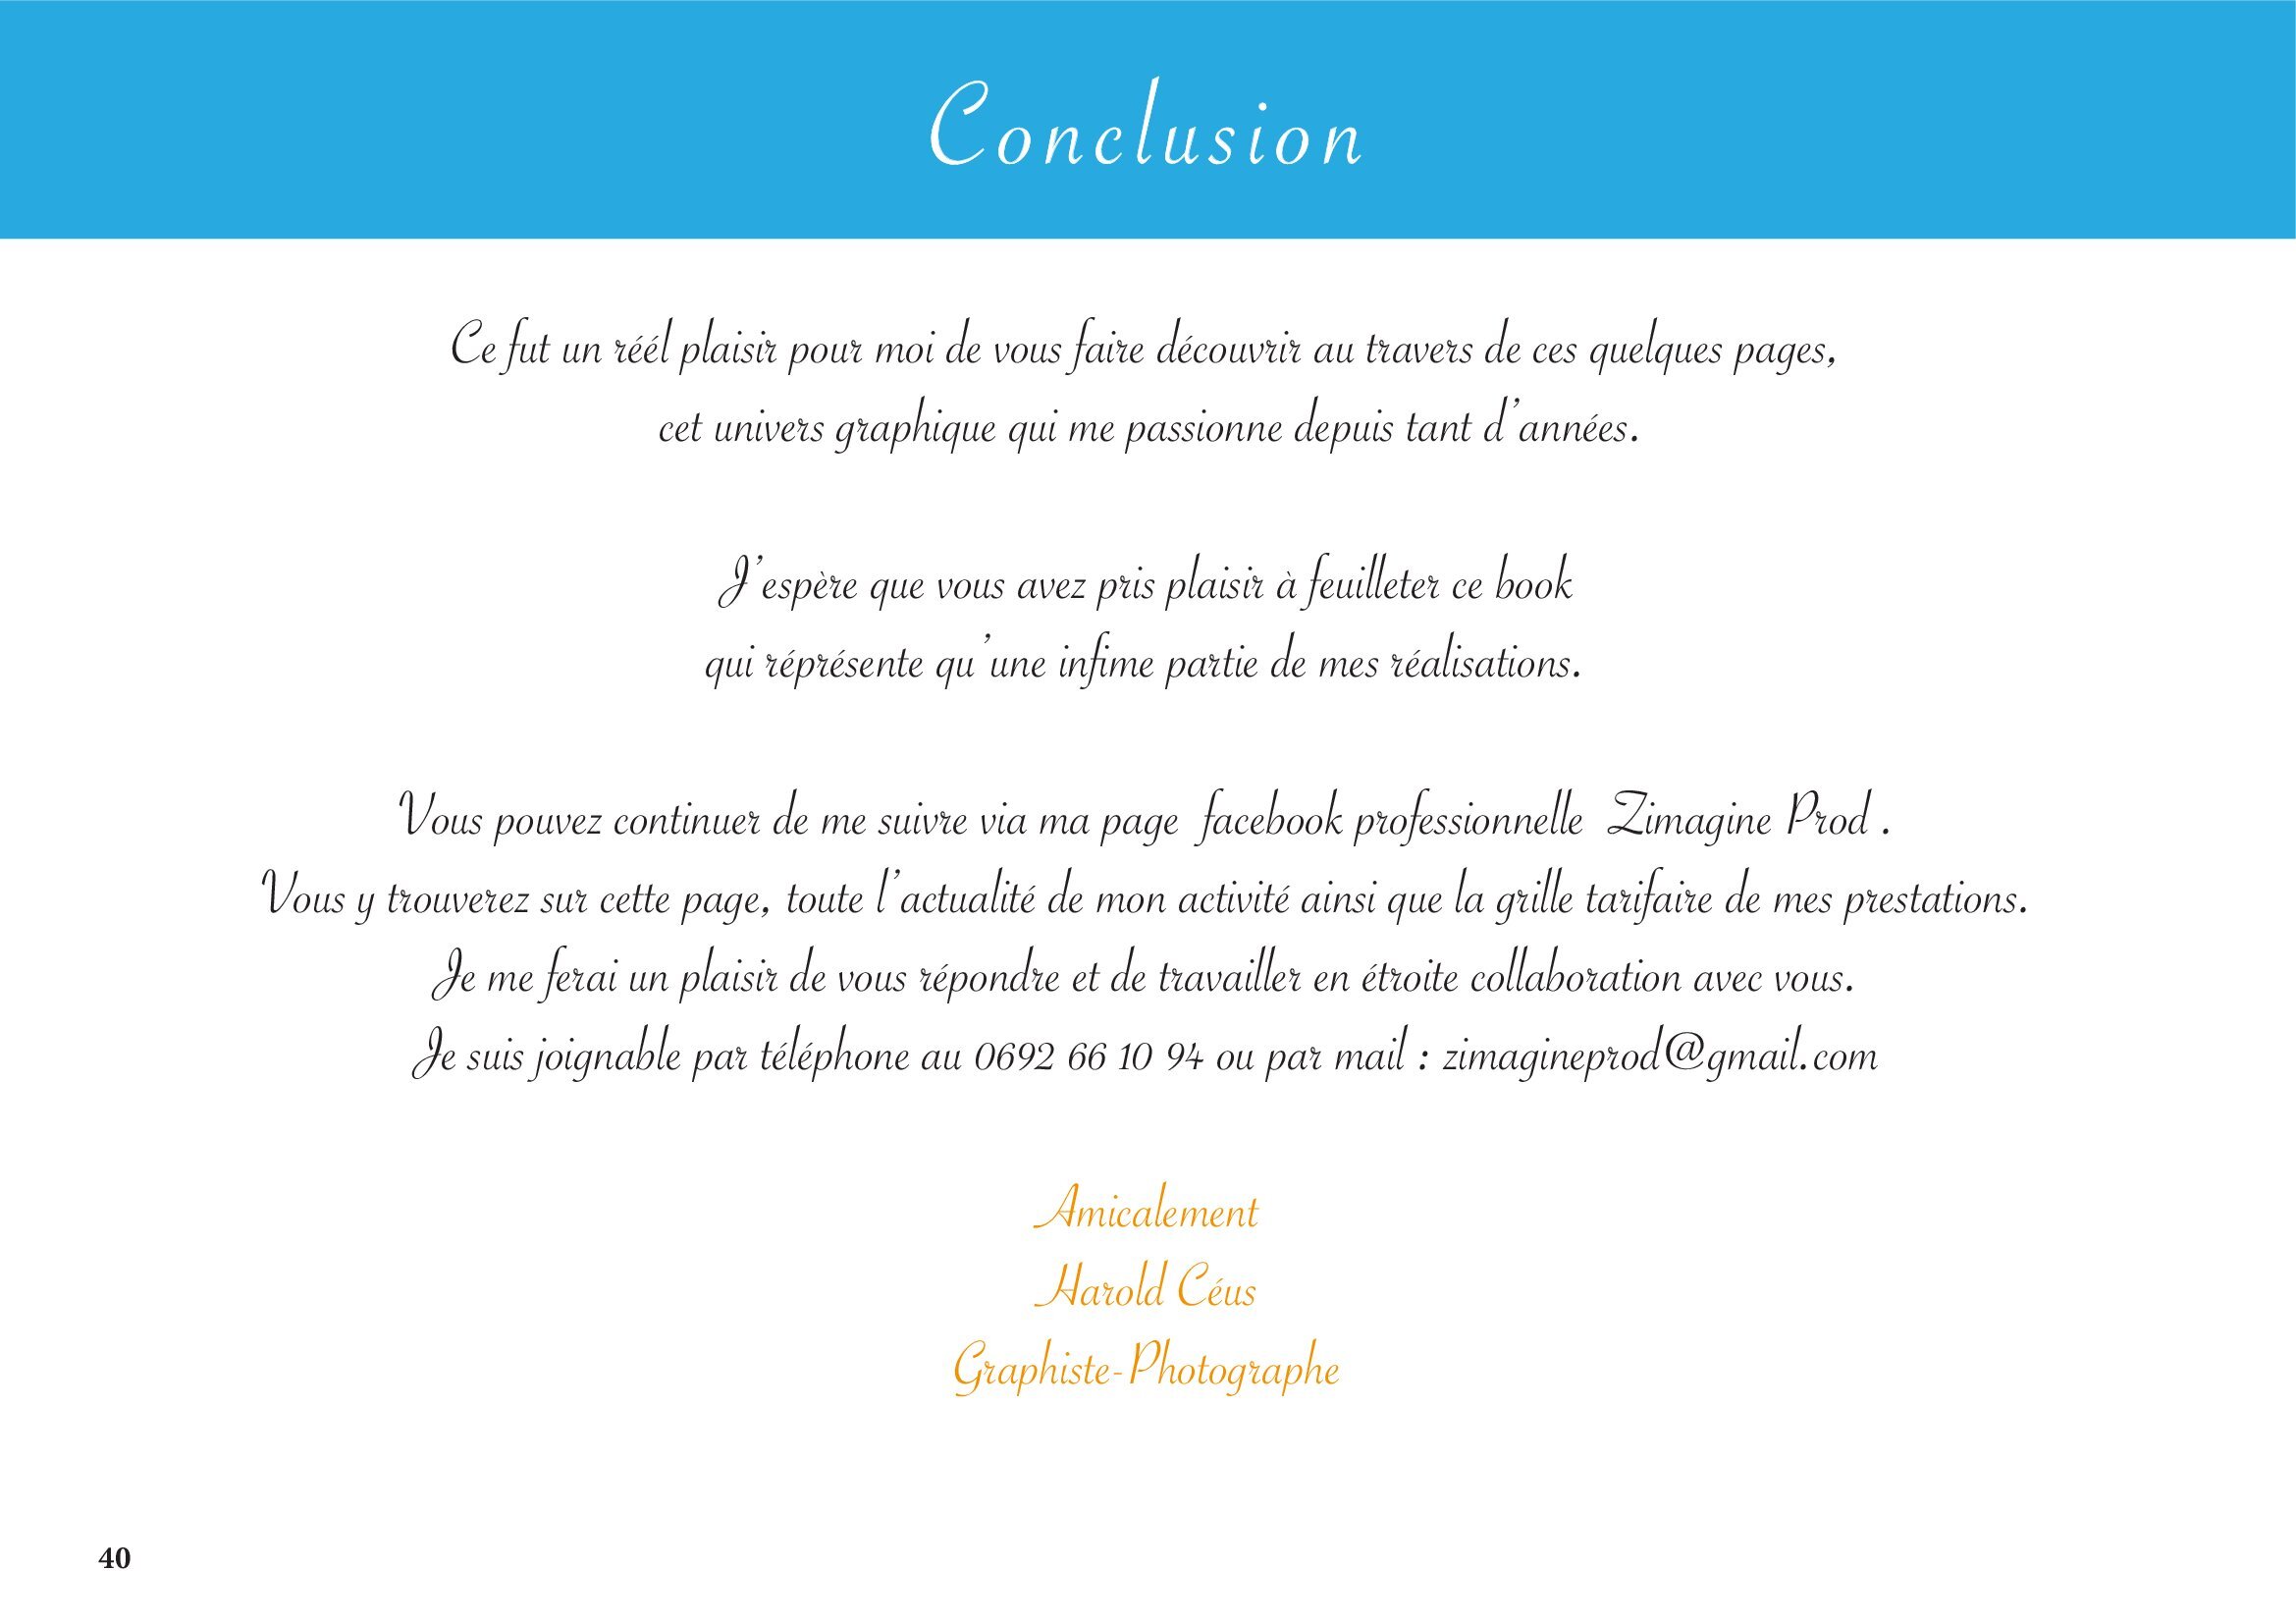 Conclusion
Ce fut un réél plaisir pour moi de vous faire découvrir au travers de ces quelques pages,
cet univers graphique qui me passionne depuis tant d’années.
J’espère que vous avez pris plaisir à feuilleter ce book
qui réprésente qu’une infime partie de mes réalisations.
Vous pouvez continuer de me suivre via ma page facebook professionnelle Zimagine Prod .
Vous y trouverez sur cette page, toute l’actualité de mon activité ainsi que la grille tarifaire de mes prestations.
Je me ferai un plaisir de vous répondre et de travailler en étroite collaboration avec vous.
Je suis joignable par téléphone au 0692 66 10 94 ou par mail : zimagineprod@gmail.com
Amicalement
Harold Céus
Graphiste-Photographe
40